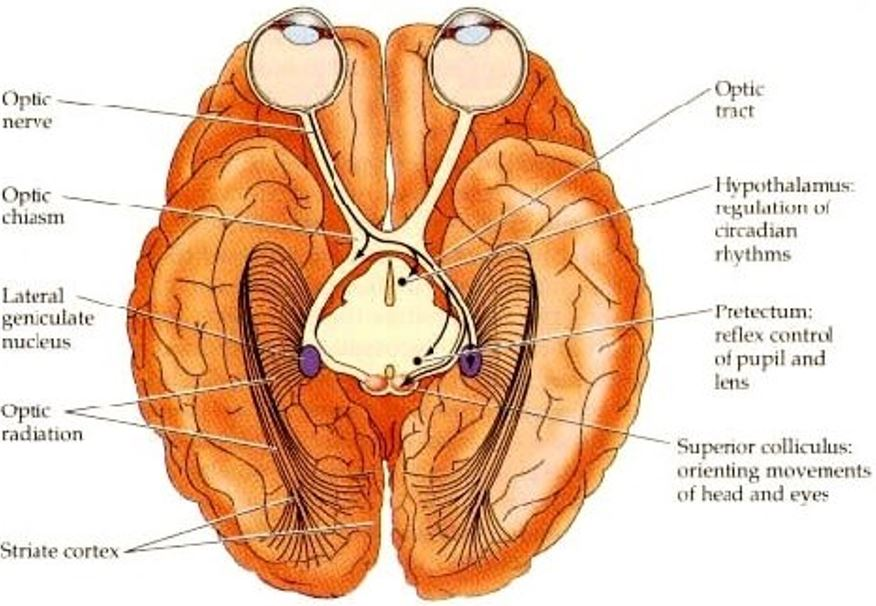 Optic
nerve
Optic
chiasm
Lateral
geniculate
nucleus
Optic
radiation
Striate cortex
Optic
tract
Hypothalamus:
regulation of
circadian
rhythms
Pretectum:
reflex control
of pupil and
lens
Superior colliculus:
orienting movements
of head and eyes